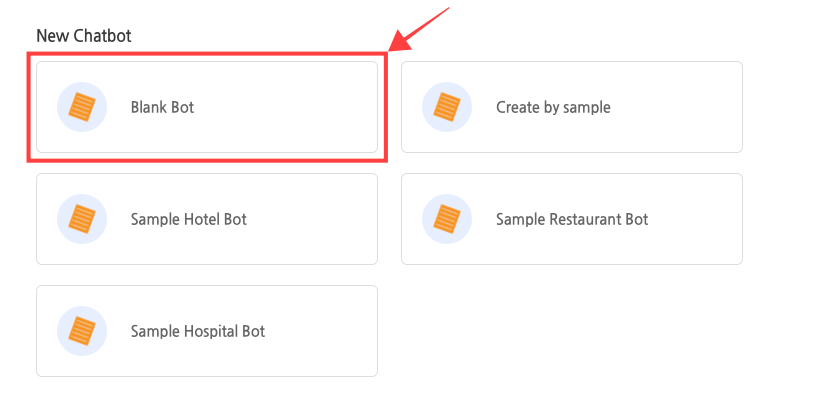 New Chatbot
Blank Bot
Create by sample
Sample Hotel Bot
Sample Restaurant Bot
Sample Hospital Bot